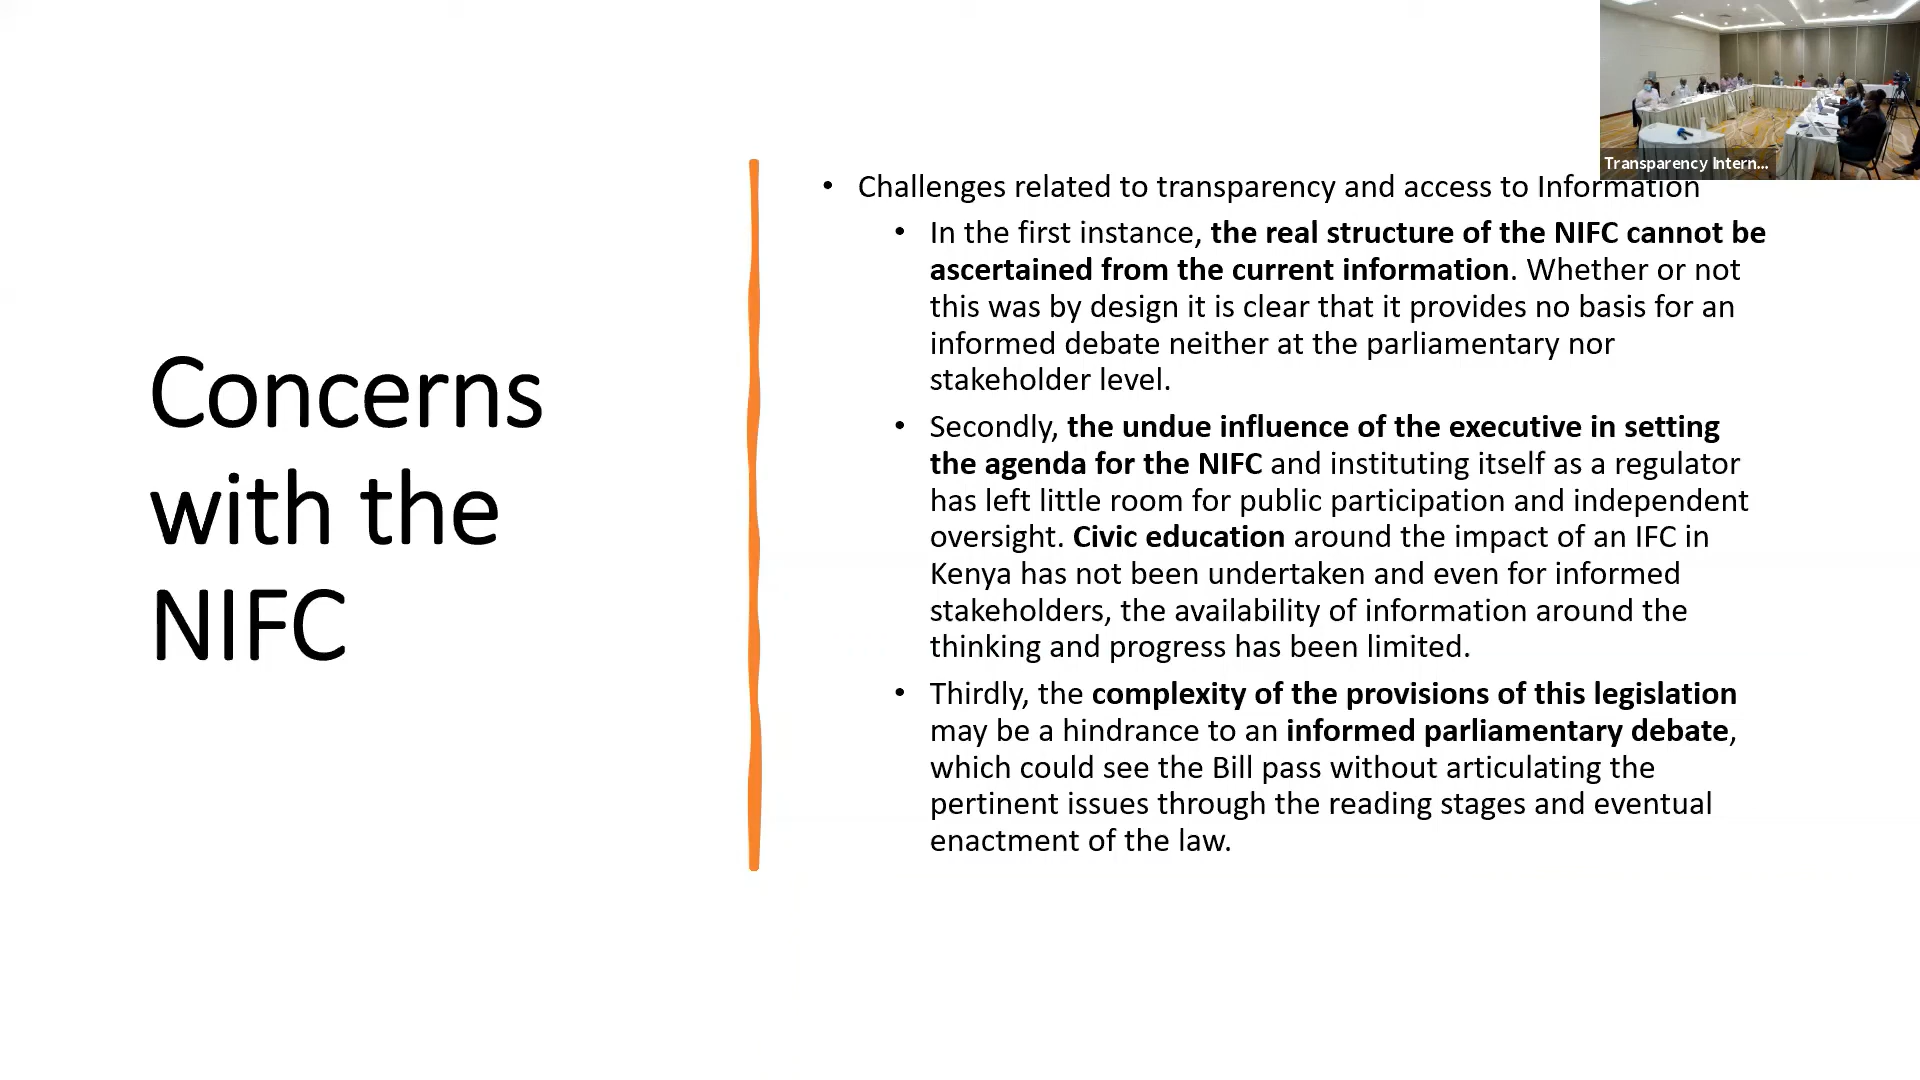 Transparency Intern...
Concerns
with the
NIFC
• Challenges related to transparency and access to Information
• In the first instance, the real structure of the NIFC cannot be
ascertained from the current information. Whether or not
this was by design it is clear that it provides no basis for an
informed debate neither at the parliamentary nor
stakeholder level.
• Secondly, the undue influence of the executive in setting
the agenda for the NIFC and instituting itself as a regulator
has left little room for public participation and independent
oversight. Civic education around the impact of an IFC in
Kenya has not been undertaken and even for informed
stakeholders, the availability of information around the
thinking and progress has been limited.
• Thirdly, the complexity of the provisions of this legislation
may be a hindrance to an informed parliamentary debate,
which could see the Bill pass without articulating the
pertinent issues through the reading stages and eventual
enactment of the law.